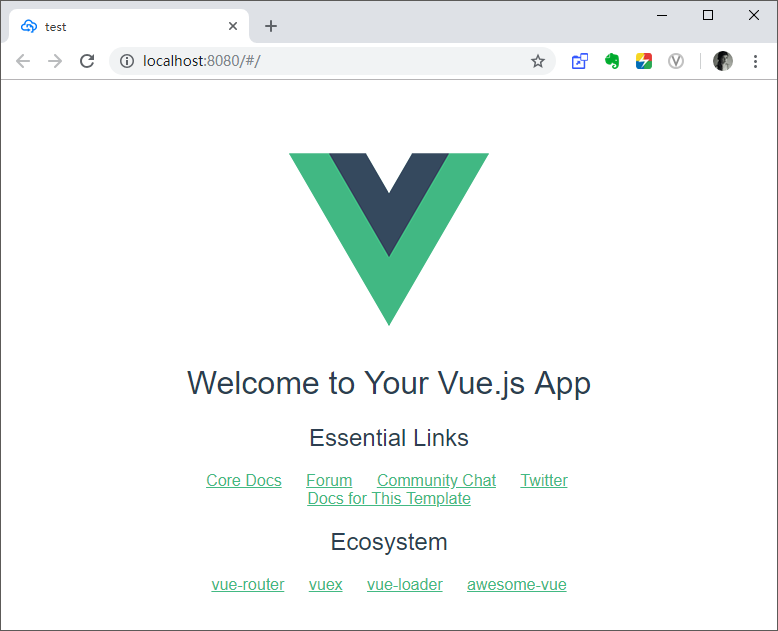 test
localhost:8080/#/
Welcome to Your Vue.js App
Essential Links
Core Docs Forum Community Chat Twitter
Docs for This Template
Ecosystem
vue-router vuex vue-loader awesome-vue